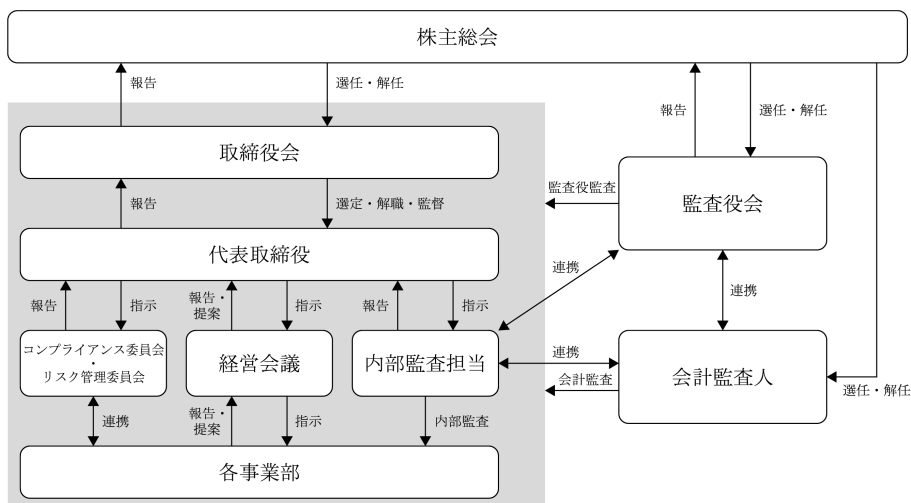 株主総会
報告
選任・解任
報告
選任・解任
取締役会
監査役会
監査役監査
報告
選定・解職・監督
代表取締役
連携
連携
報告
指示
報告・
提案
指示
報告
指示
コンプライアンス委員会
・
リスク管理委員会
経営会議
内部監査担当
連携
会計監査
会計監査人
選任・解任
連携
報告・
提案
指示
内部監査
各事業部